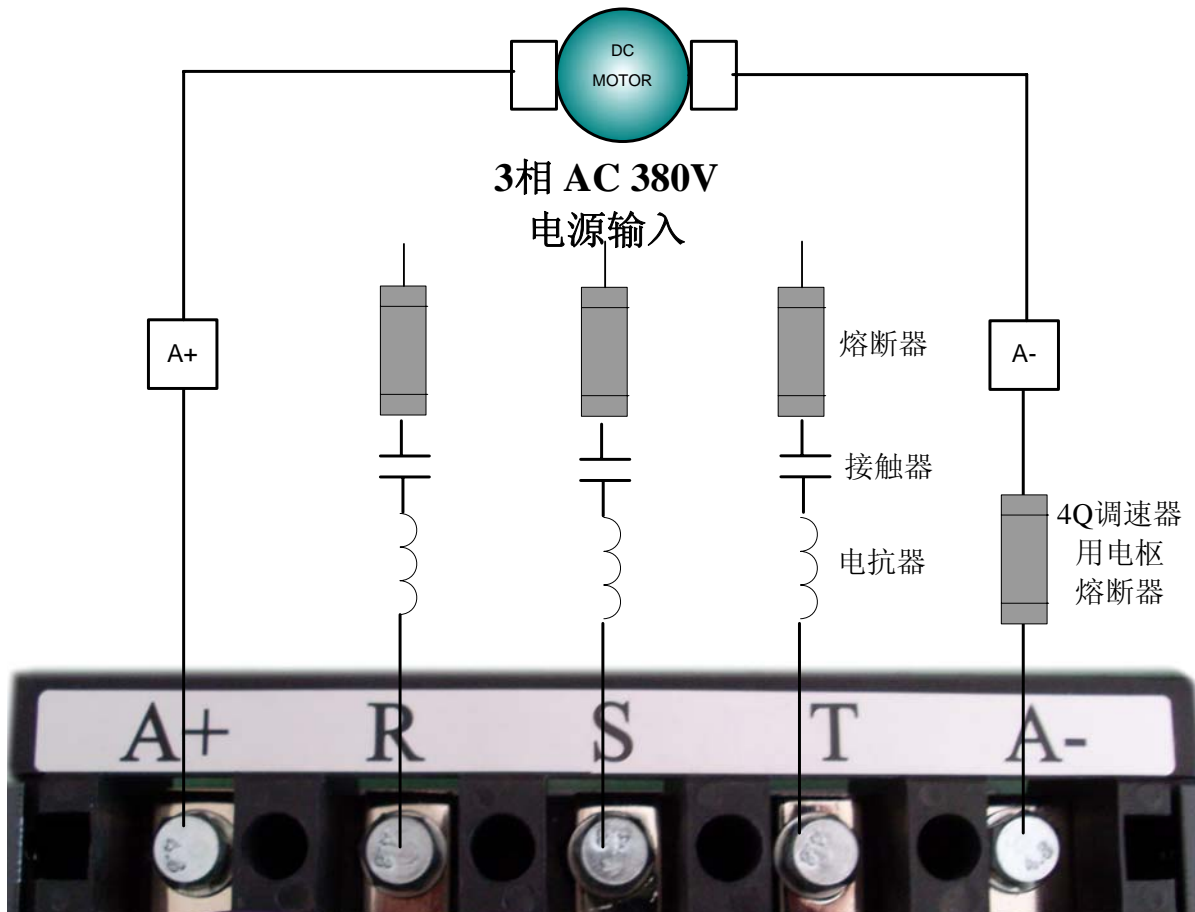 DC
MOTOR
3相 AC 380V
电源输入
A+
熔断器
A-
接触器
4Q调速器
用电枢
熔断器
电抗器
A+ R S T A-